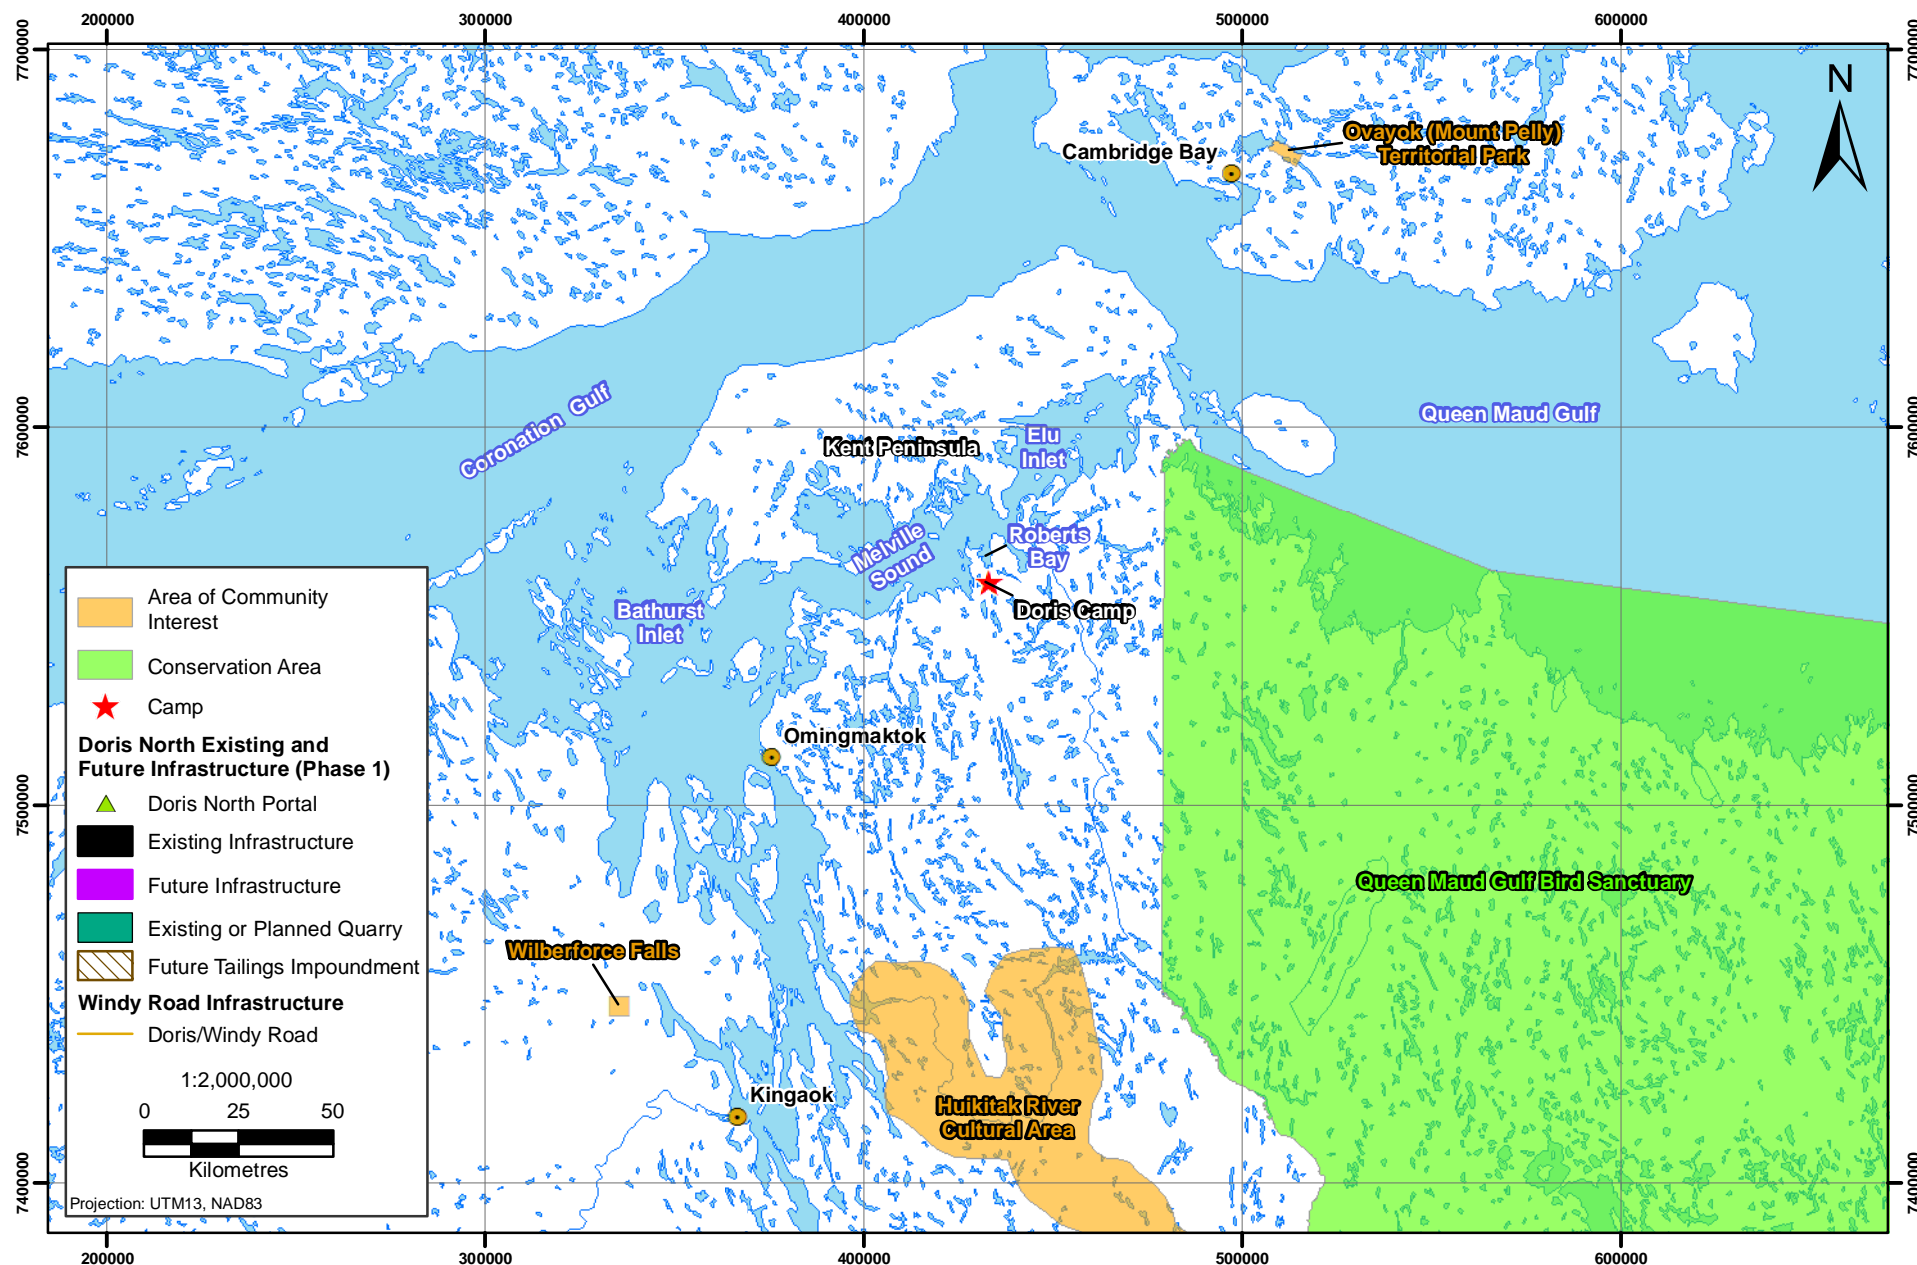 200000
300000
400000
500000
600000
7700000
7700000
N
Ovayok (Mount Pelly)
Territorial Park
Cambridge Bay
Coronation Gulf
Queen Maud Gulf
7600000
7600000
Kent Peninsula
Elu
Inlet
Melville
Sound
Roberts
Bay
Doris Camp
Bathurst
Inlet
Omingmaktok
7500000
7500000
Queen Maud Gulf Bird Sanctuary
Wilberforce Falls
Kingaok
Huikitak River
Cultural Area
7400000
7400000
Area of Community
Interest
Conservation Area
Camp
Doris North Existing and
Future Infrastructure (Phase 1)
Doris North Portal
Existing Infrastructure
Future Infrastructure
Existing or Planned Quarry
Future Tailings Impoundment
Windy Road Infrastructure
Doris/Windy Road
1:2,000,000
0 25 50
Kilometres
Projection: UTM13, NAD83
200000
300000
400000
500000
600000